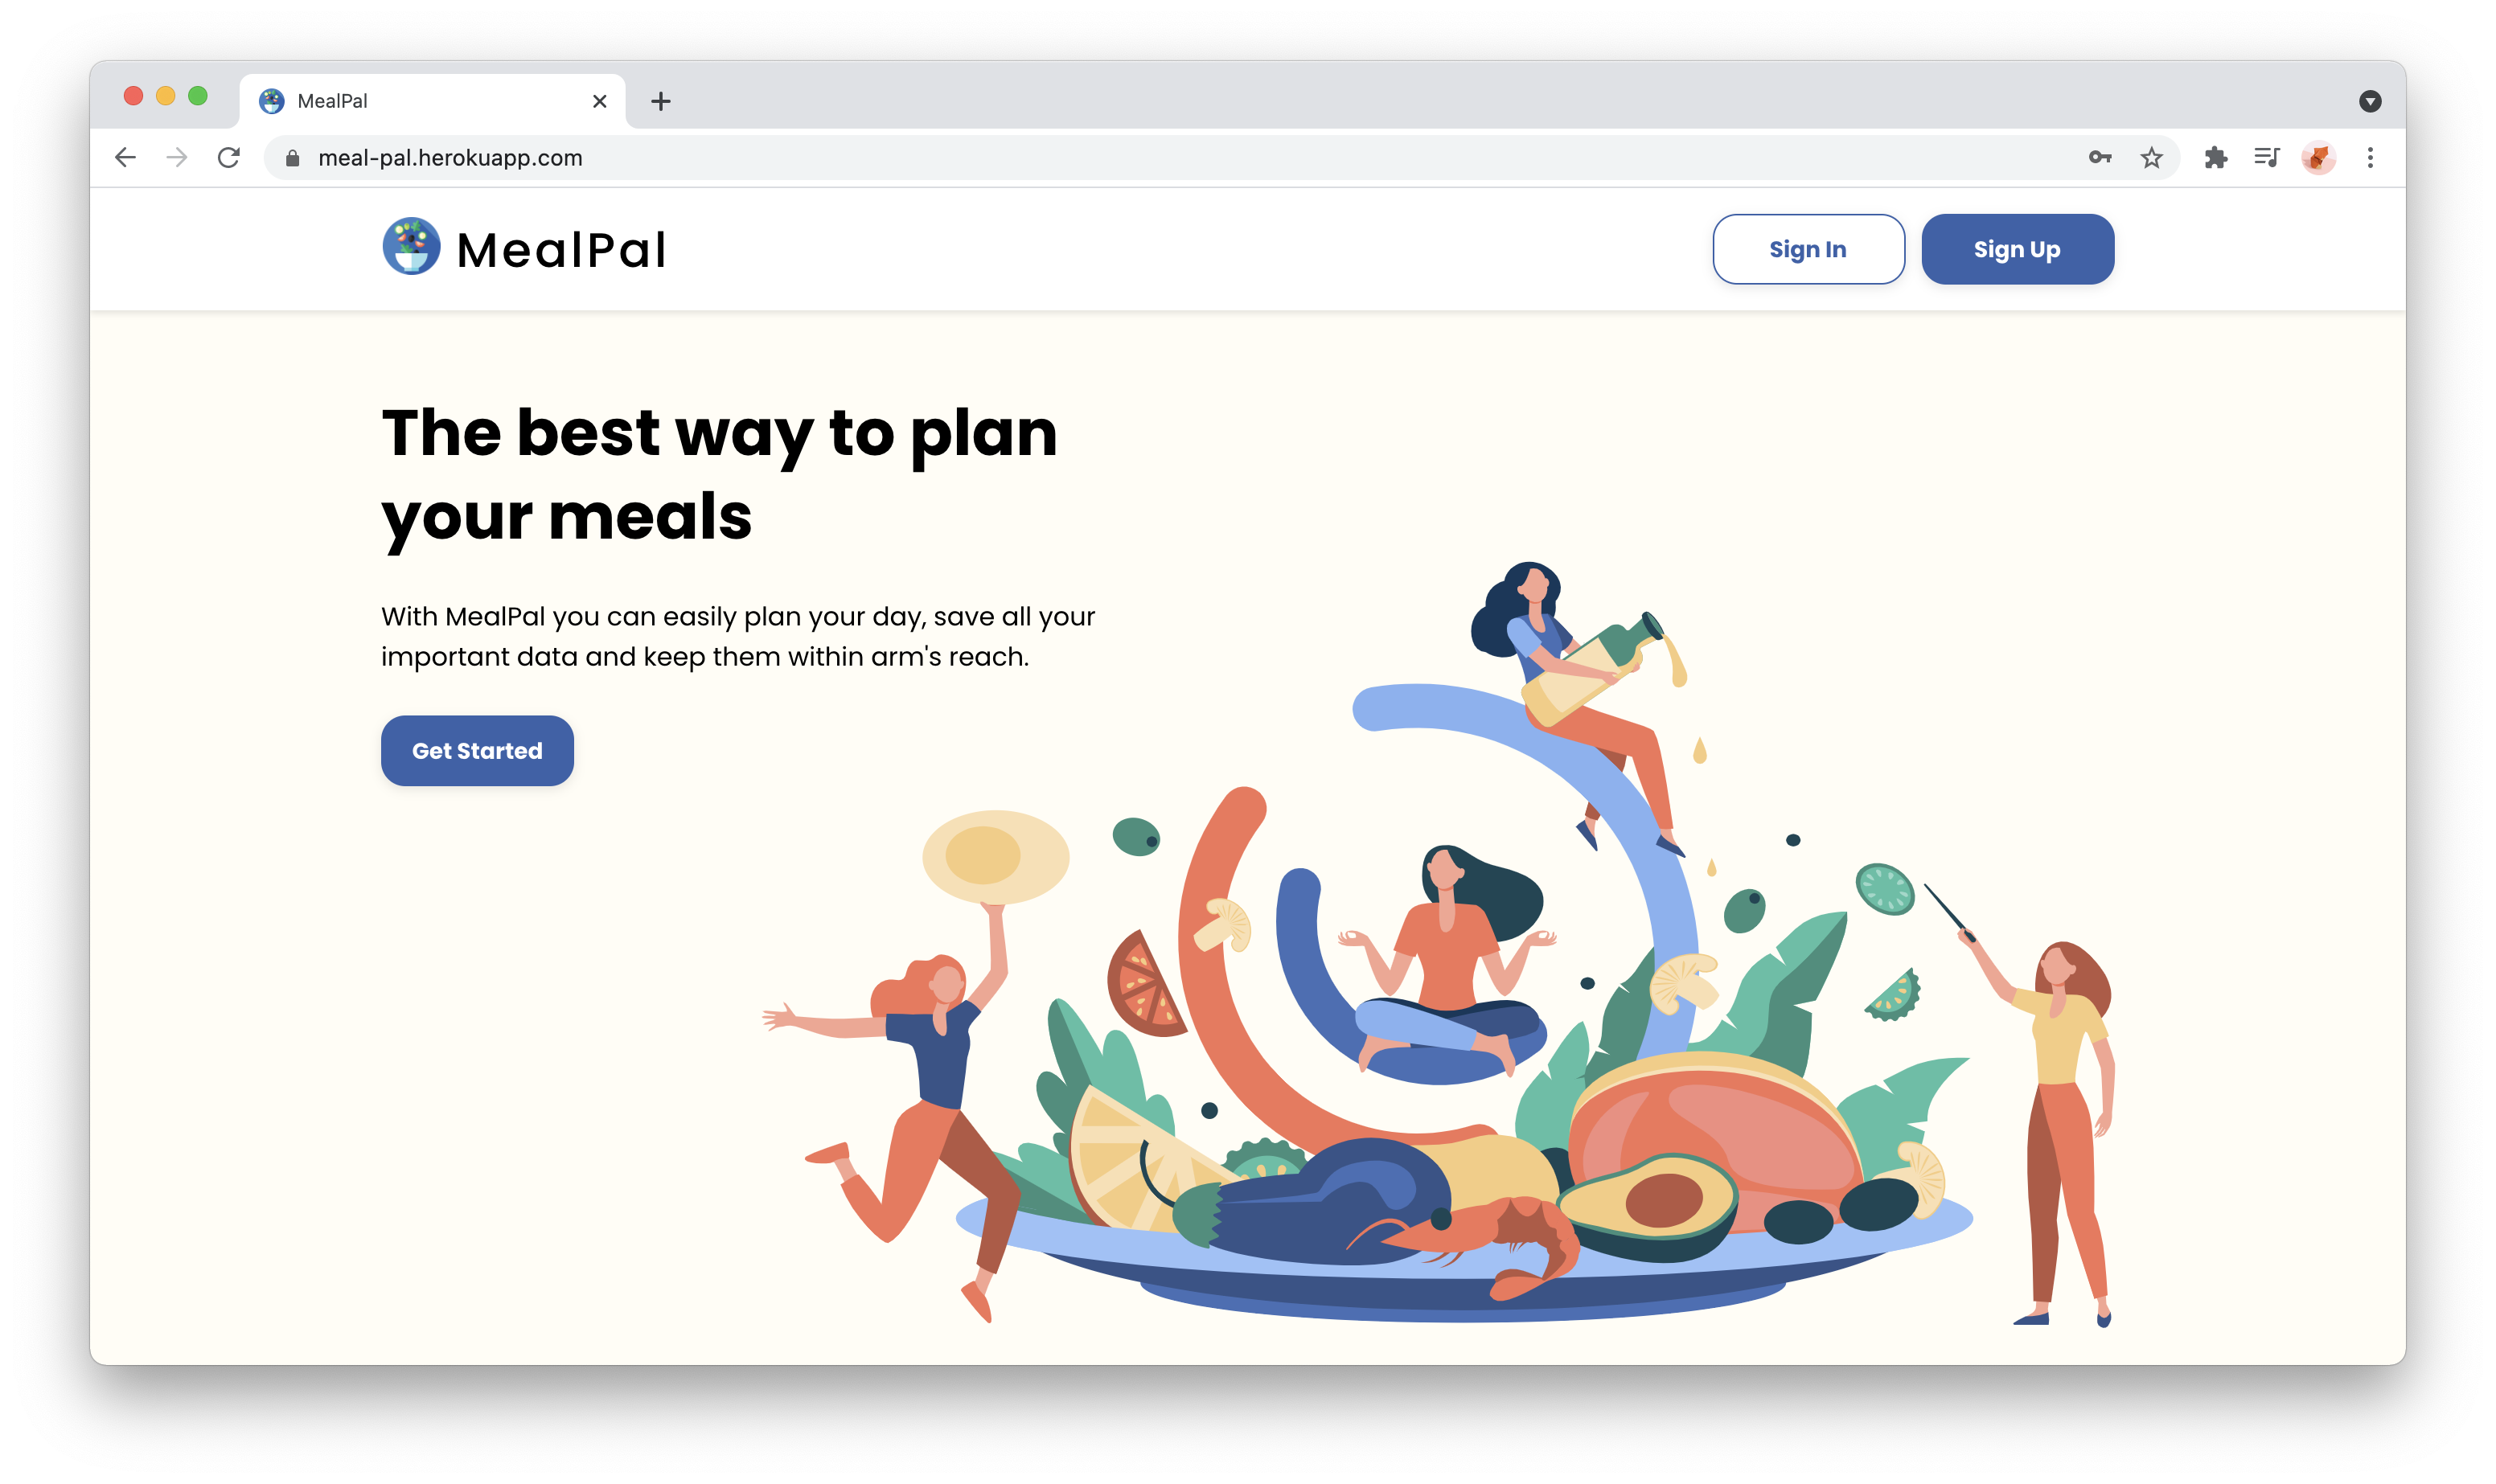 MealPal
meal-pal.herokuapp.com
MealPal
Sign In
Sign Up
The best way to plan
your meals
With MealPal you can easily plan your day, save all your
important data and keep them within arm's reach.
Get Started